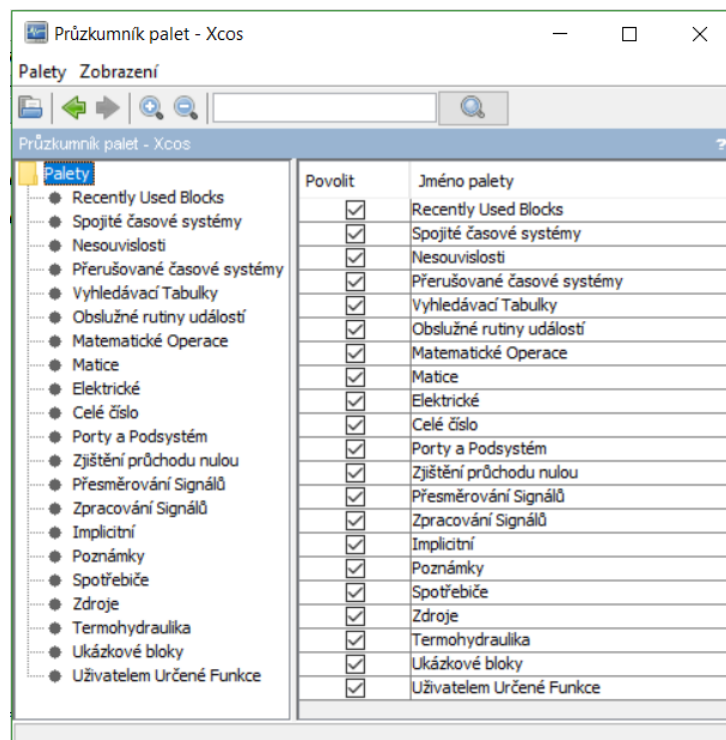 Průzkumník palet - Xcos
Palety Zobrazení
Průzkumník palet - Xcos ?
Palety
Recently Used Blocks
Spojité časové systémy
Nesouvislosti
Přerušované časové systémy
Vyhledávací Tabulky
Obslužné rutiny událostí
Matematické Operace
Matice
Elektrické
Celé číslo
Porty a Podsystém
Zjištění průchodu nulou
Přesměrování Signálů
Zpracování Signálů
Implicitní
Poznámky
Spotřebiče
Zdroje
Termohydraulika
Ukázkové bloky
Uživatelem Určené Funkce
Povolit Jméno palety
Recently Used Blocks
Spojité časové systémy
Nesouvislosti
Přerušované časové systémy
Vyhledávací Tabulky
Obslužné rutiny událostí
Matematické Operace
Matice
Elektrické
Celé číslo
Porty a Podsystém
Zjištění průchodu nulou
Přesměrování Signálů
Zpracování Signálů
Implicitní
Poznámky
Spotřebiče
Zdroje
Termohydraulika
Ukázkové bloky
Uživatelem Určené Funkce